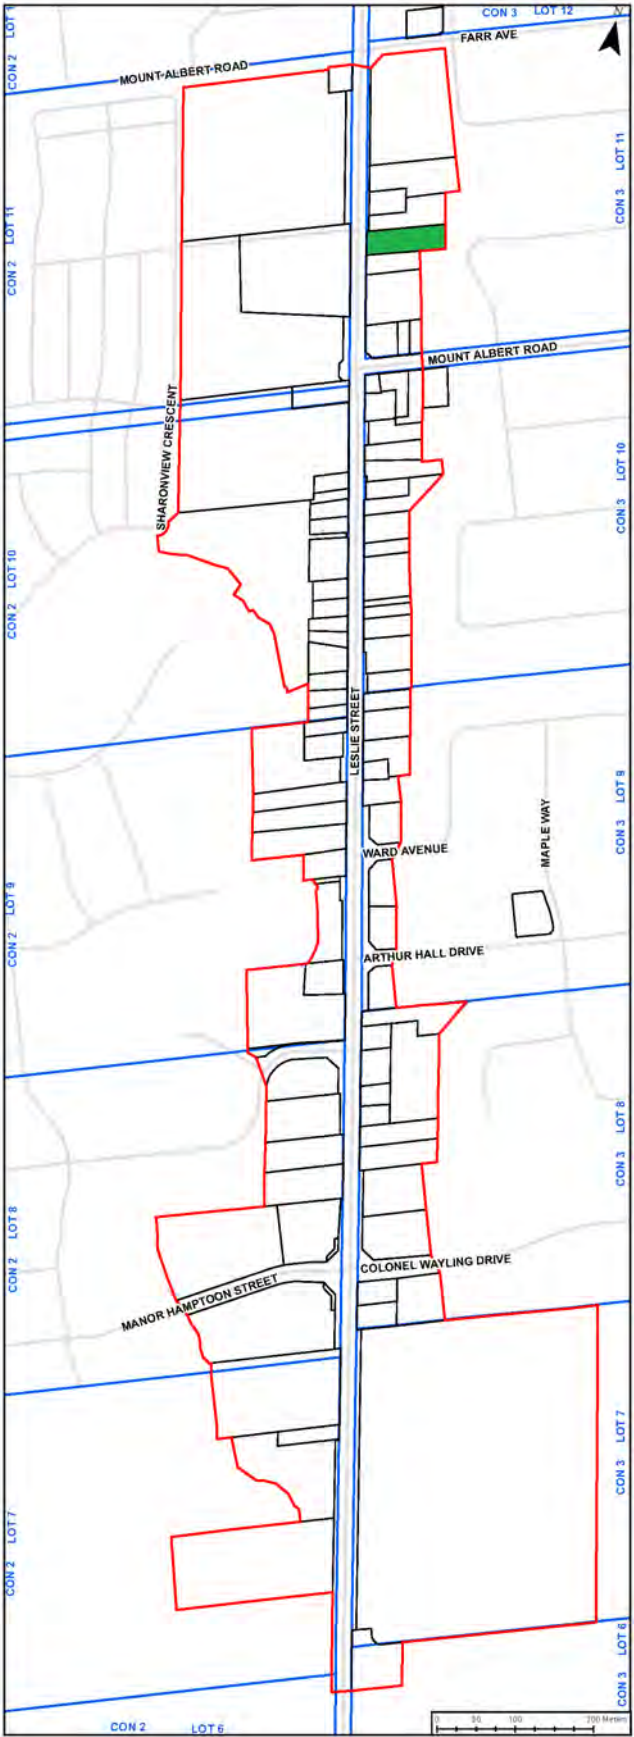 CON 3 LOT 12
N
FARR AVE
MOUNT ALBERT ROAD
CON 2 LOT 1
CON 3 LOT 11
CON 2 LOT 11
MOUNT ALBERT ROAD
SHARONVIEW CRESCENT
CON 3 LOT 10
CON 2 LOT 10
LESLIE STREET
CON 3 LOT 9
MAPLE WAY
WARD AVENUE
CON 2 LOT 9
ARTHUR HALL DRIVE
CON 3 LOT 8
CON 2 LOT 8
COLONEL WAYLING DRIVE
MANOR HAMPTOON STREET
CON 3 LOT 7
CON 2 LOT 7
CON 3 LOT 6
CON 2 LOT 6
0 50 100 200 Meters